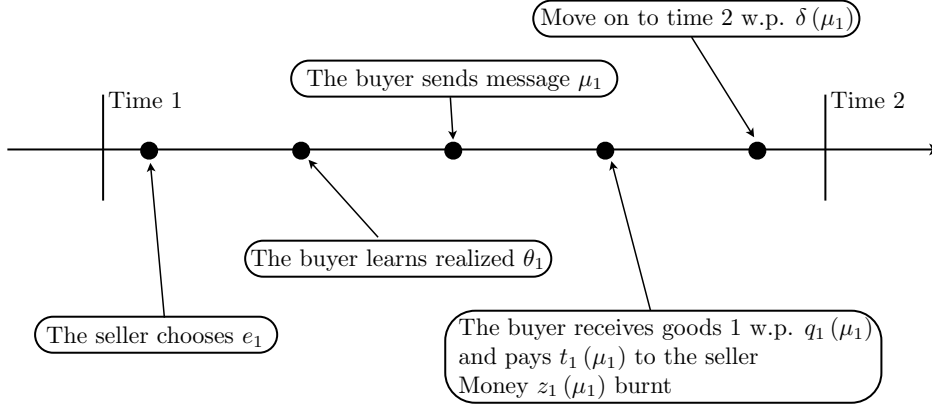 Move on to time 2 w.p. δ (μ₁)
The buyer sends message μ₁
Time 1
Time 2
The buyer learns realized θ₁
The seller chooses e₁
The buyer receives goods 1 w.p. q₁ (μ₁)
and pays t₁ (μ₁) to the seller
Money z₁ (μ₁) burnt